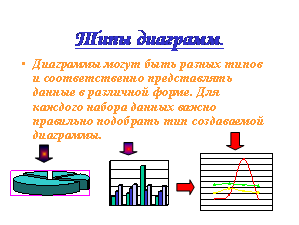 Типы диаграмм.
• Диаграммы могут быть разных типов
и соответственно представлять
данные в различной форме. Для
каждого набора данных важно
правильно подобрать тип создаваемой
диаграммы.